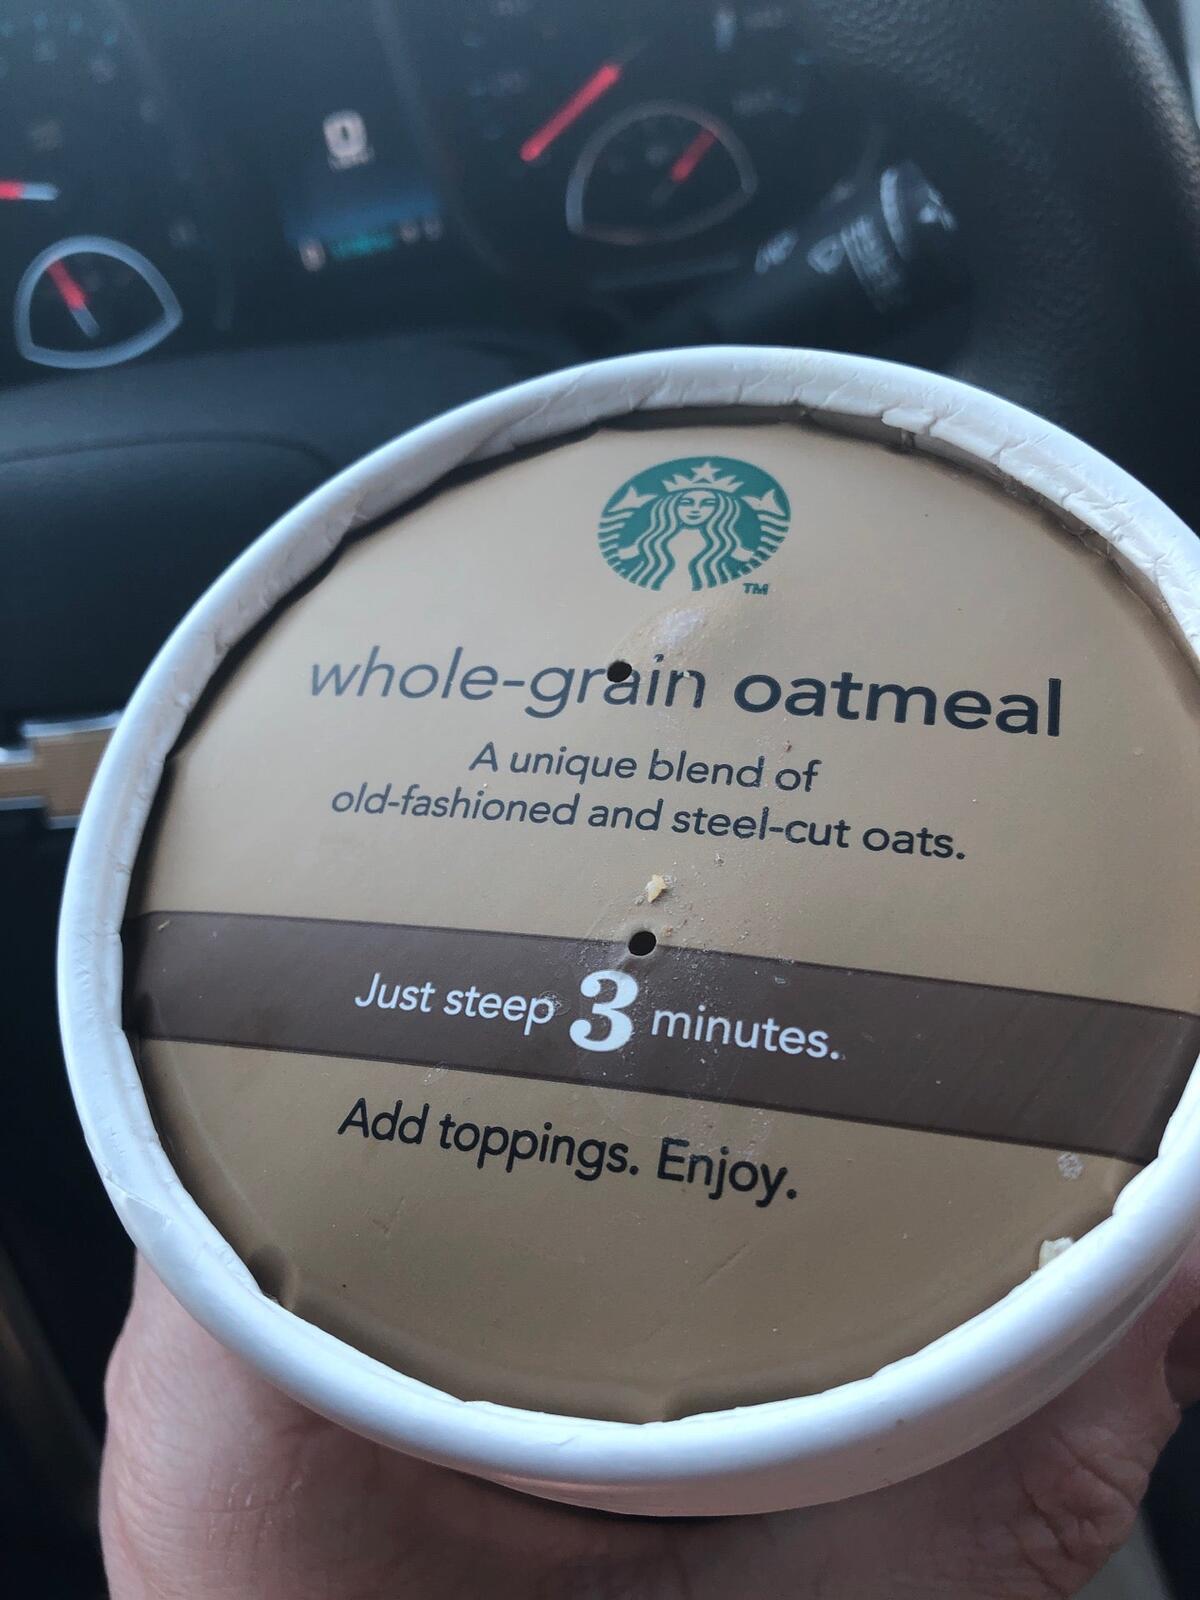 TM
whole-grain oatmeal
A unique blend of
old-fashioned and steel-cut oats.
Just steep 3 minutes.
Add toppings. Enjoy.